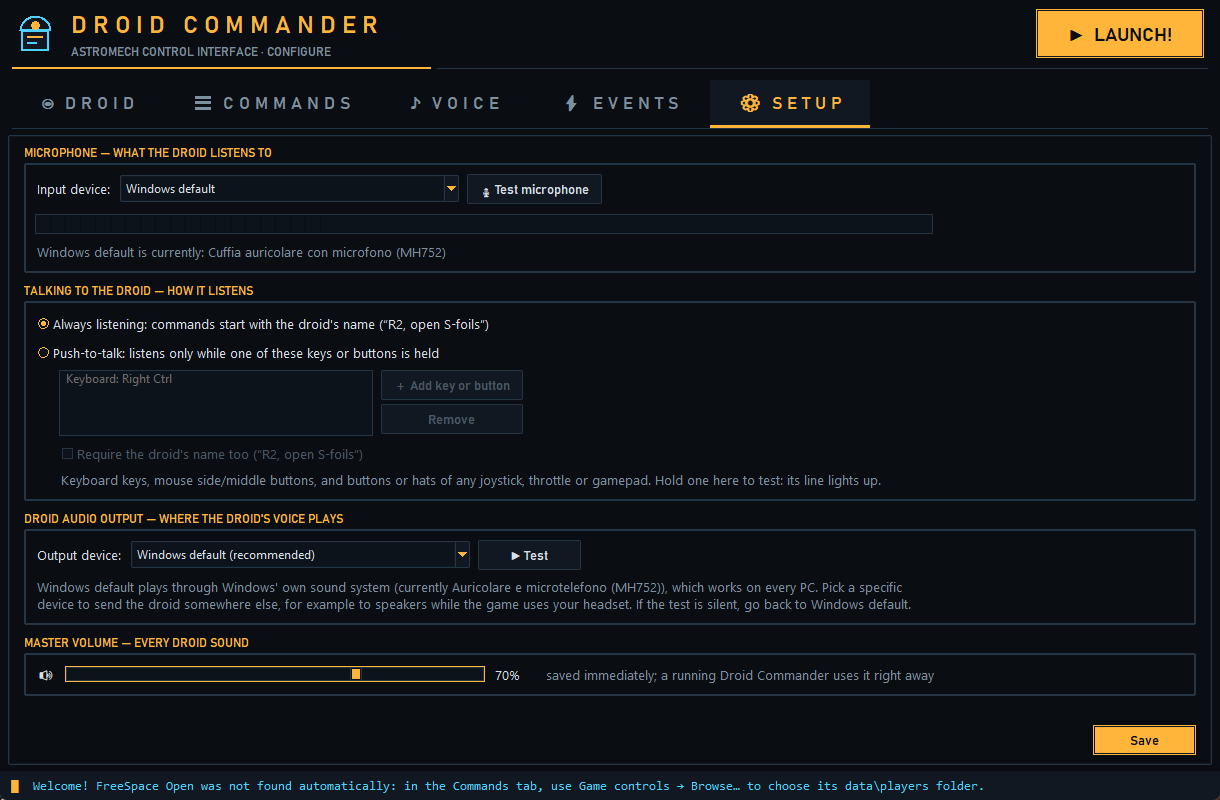 DROID COMMANDER
ASTROMECH CONTROL INTERFACE · CONFIGURE
► LAUNCH!
DROID
COMMANDS
VOICE
EVENTS
SETUP
MICROPHONE — WHAT THE DROID LISTENS TO
Input device: Windows default Test microphone
Windows default is currently: Cuffia auricolare con microfono (MH752)
TALKING TO THE DROID — HOW IT LISTENS
Always listening: commands start with the droid's name (“R2, open S-foils”)
Push-to-talk: listens only while one of these keys or buttons is held
Keyboard: Right Ctrl
+ Add key or button
Remove
Require the droid's name too (“R2, open S-foils”)
Keyboard keys, mouse side/middle buttons, and buttons or hats of any joystick, throttle or gamepad. Hold one here to test: its line lights up.
DROID AUDIO OUTPUT — WHERE THE DROID'S VOICE PLAYS
Output device: Windows default (recommended) ► Test
Windows default plays through Windows' own sound system (currently Auricolare e microtelefono (MH752)), which works on every PC. Pick a specific
device to send the droid somewhere else, for example to speakers while the game uses your headset. If the test is silent, go back to Windows default.
MASTER VOLUME — EVERY DROID SOUND
70% saved immediately; a running Droid Commander uses it right away
Save
Welcome! FreeSpace Open was not found automatically: in the Commands tab, use Game controls → Browse… to choose its data\players folder.